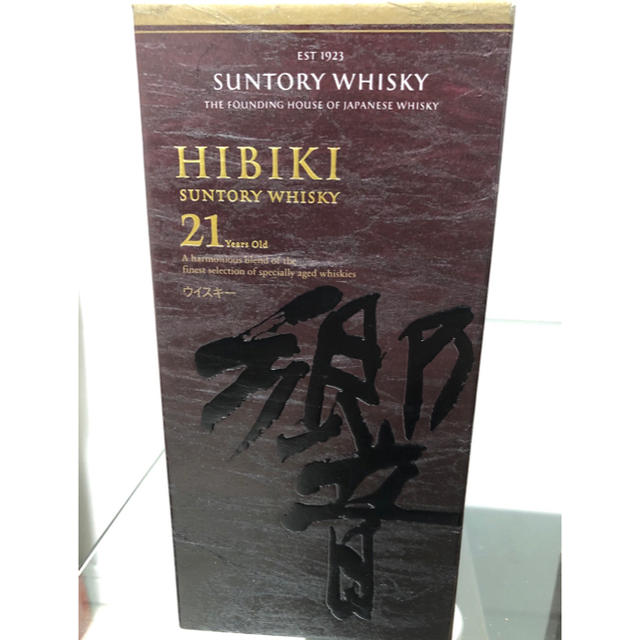 EST 1923
SUNTORY WHISKY
THE FOUNDING HOUSE OF JAPANESE WHISKY
HIBIKI
SUNTORY WHISKY
21 Years Old
A harmonious blend of the
finest selection of specially aged whiskies
ウイスキー
響